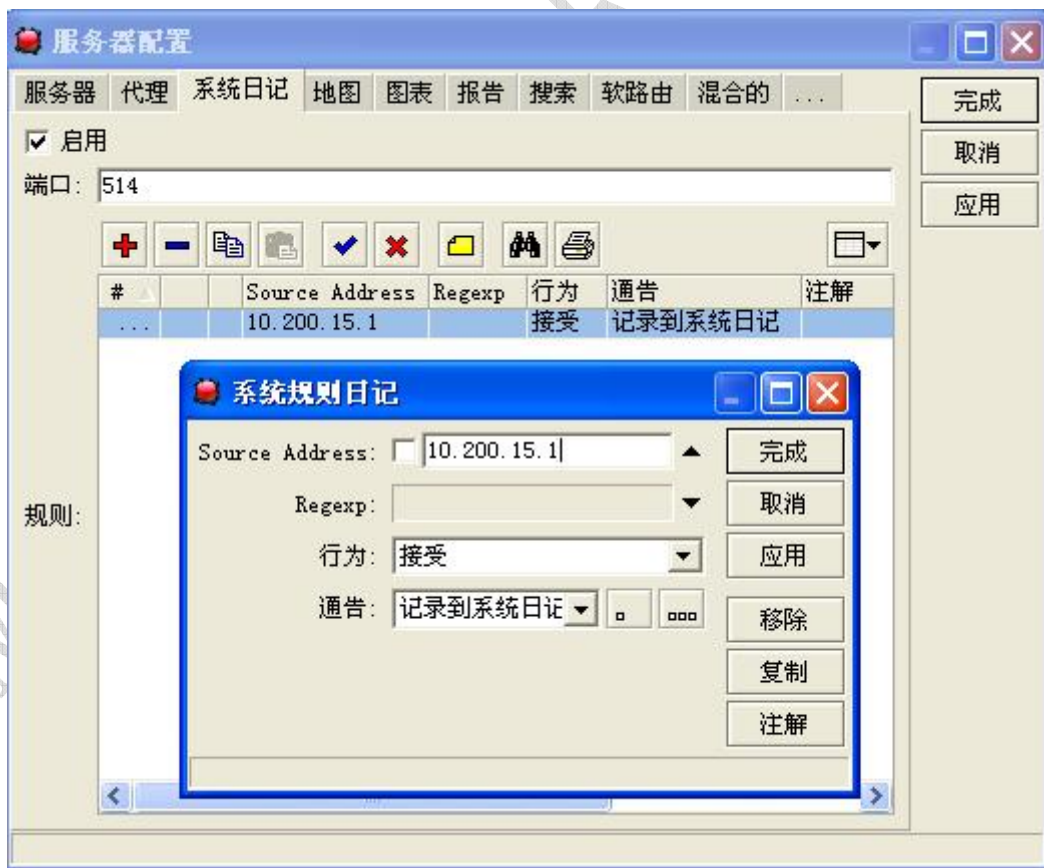 服务器配置
服务器 代理 系统日记 地图 图表 报告 搜索 软路由 混合的 ...
完成
取消
应用
启用
端口: 514
# Source Address Regexp 行为 通告 注解
... 10.200.15.1 接受 记录到系统日记
规则:
系统规则日记
Source Address: 10.200.15.1
Regexp:
行为: 接受
通告: 记录到系统日记
完成
取消
应用
移除
复制
注解